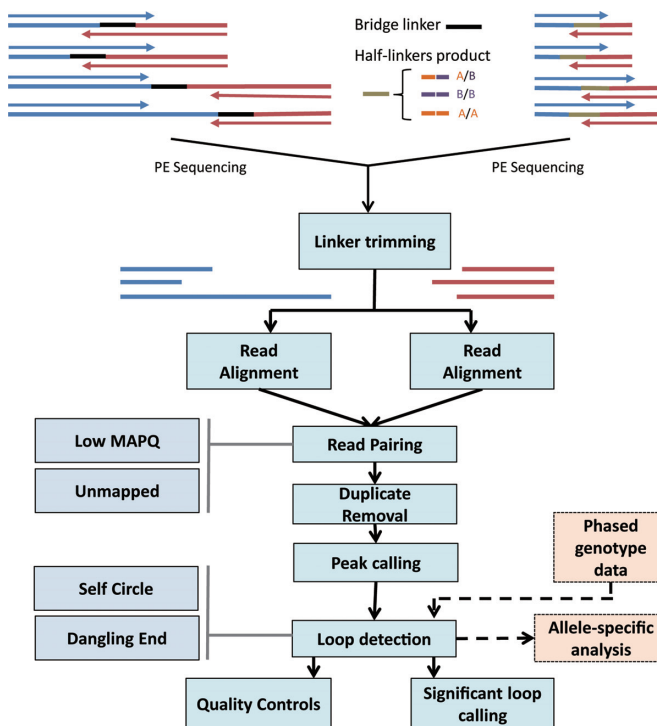 Bridge linker
Half-linkers product
A/B
B/B
A/A
PE Sequencing
PE Sequencing
Linker trimming
Read
Alignment
Read
Alignment
Low MAPQ
Read Pairing
Unmapped
Duplicate
Removal
Phased
genotype
data
Peak calling
Self Circle
Dangling End
Loop detection
Allele-specific
analysis
Quality Controls
Significant loop
calling